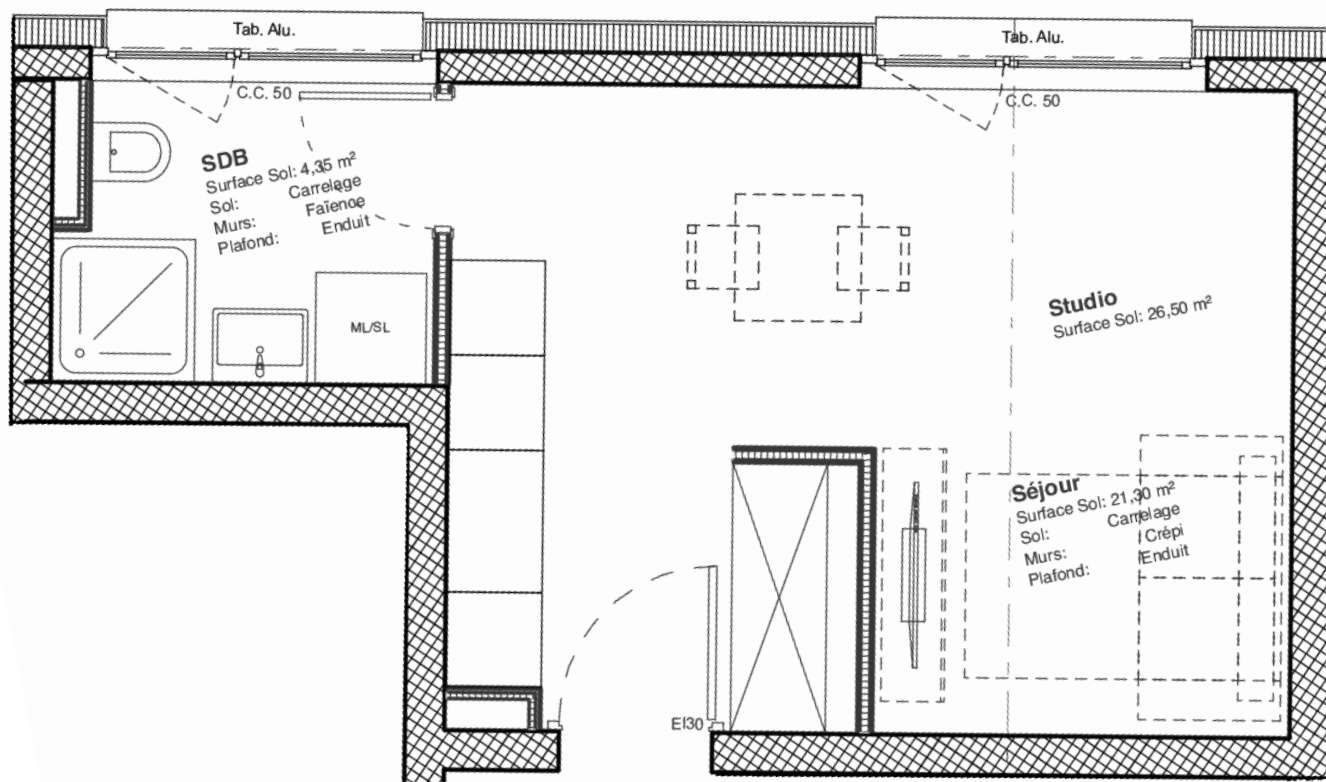 Tab. Alu.
Tab. Alu.
C.C. 50
C.C. 50
SDB
Surface Sol: 4,35 m²
Sol: Carrelage
Murs: Faïence
Plafond: Enduit
ML/SL
Studio
Surface Sol: 26,50 m²
Séjour
Surface Sol: 21,30 m²
Sol: Carrelage
Murs: Crépi
Plafond: Enduit
EI30